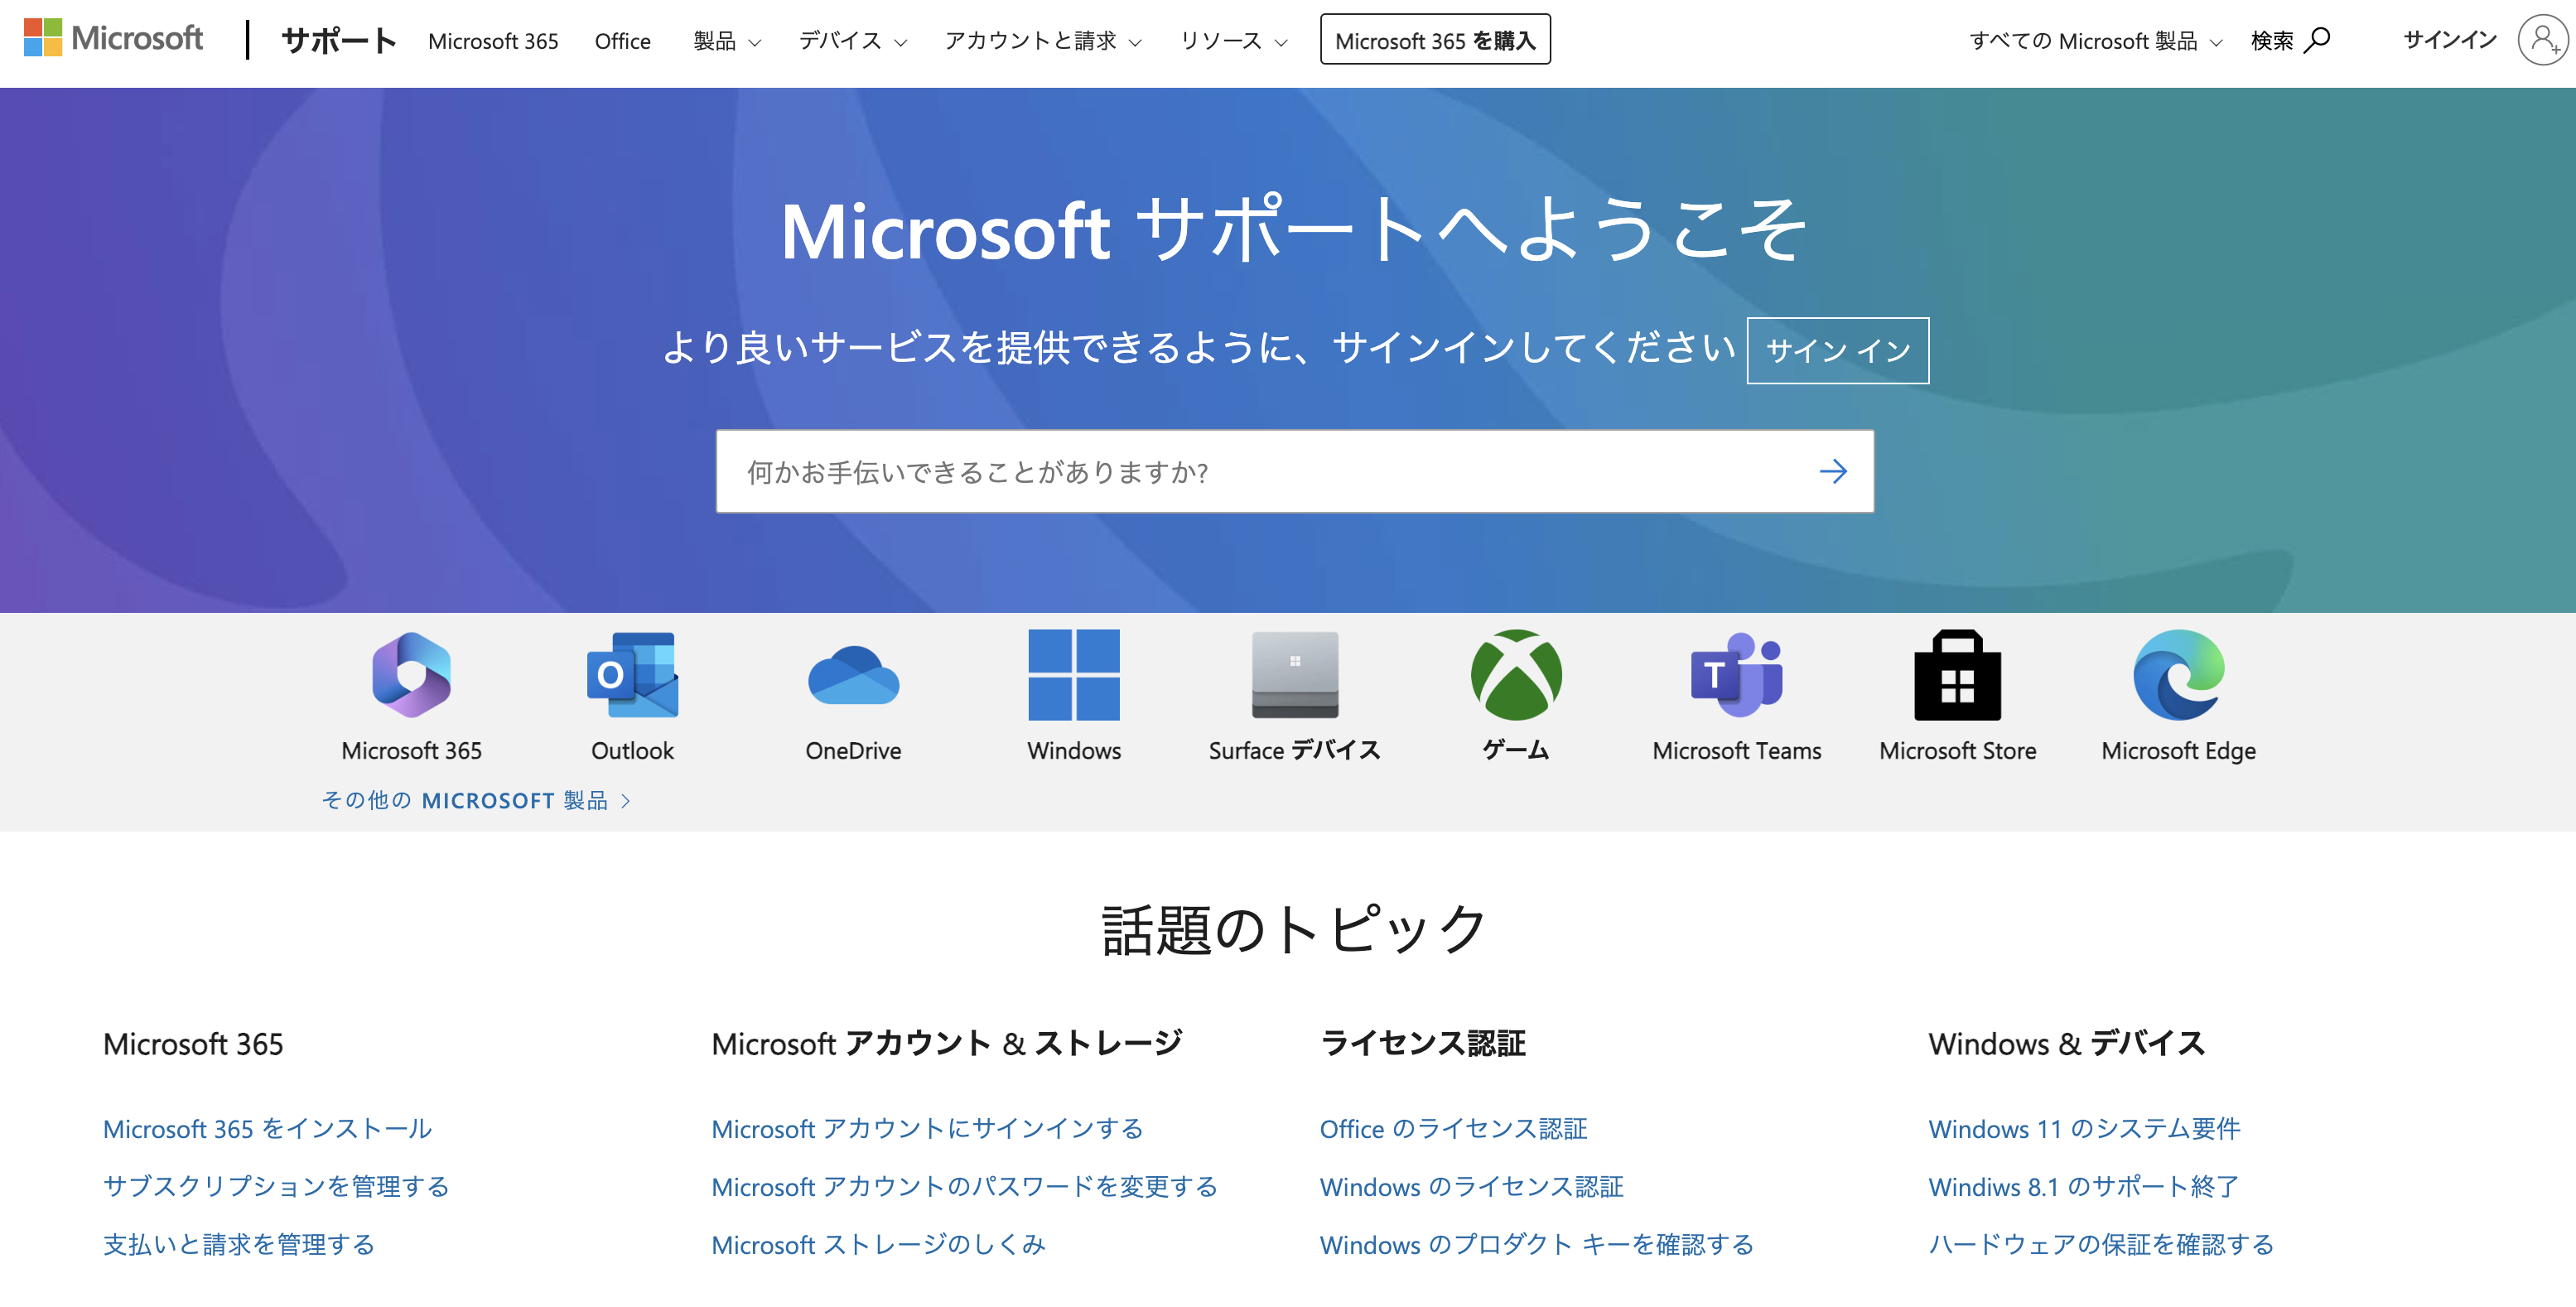 Microsoft サポート Microsoft 365 Office 製品 デバイス アカウントと請求 リソース Microsoft 365 を購入 すべての Microsoft 製品 検索 サインイン
Microsoft サポートへようこそ
より良いサービスを提供できるように、サインインしてください サイン イン
何かお手伝いできることがありますか?
Microsoft 365 Outlook OneDrive Windows Surface デバイス ゲーム Microsoft Teams Microsoft Store Microsoft Edge
その他の MICROSOFT 製品
話題のトピック
Microsoft 365
Microsoft 365 をインストール
サブスクリプションを管理する
支払いと請求を管理する
Microsoft アカウント & ストレージ
Microsoft アカウントにサインインする
Microsoft アカウントのパスワードを変更する
Microsoft ストレージのしくみ
ライセンス認証
Office のライセンス認証
Windows のライセンス認証
Windows のプロダクト キーを確認する
Windows & デバイス
Windows 11 のシステム要件
Windiws 8.1 のサポート終了
ハードウェアの保証を確認する